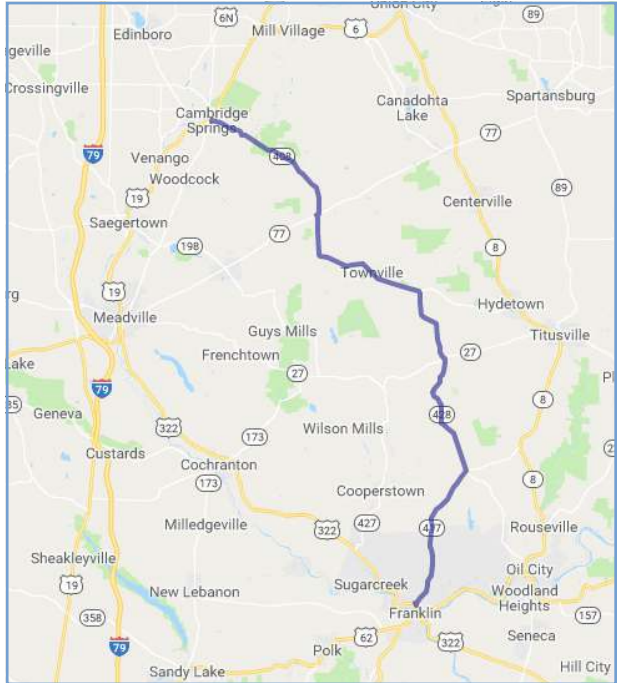 Union City
89
6N
Edinboro
Mill Village
6
geville
Crossingville
Spartansburg
Canadohta
Lake
Cambridge
Springs
77
79
408
Venango
Woodcock
89
19
Centerville
Saegertown
77
198
8
Townville
19
Hydetown
Meadville
Titusville
Guys Mills
Lake
Frenchtown
27
27
79
8
Geneva
428
322
173
Wilson Mills
Custards
Cochranton
8
173
Cooperstown
Milledgeville
322
427
417
Rouseville
Sheakleyville
Oil City
19
Sugarcreek
Woodland
Heights
New Lebanon
Franklin
157
358
62
322
Seneca
79
Polk
Sandy Lake
Hill City